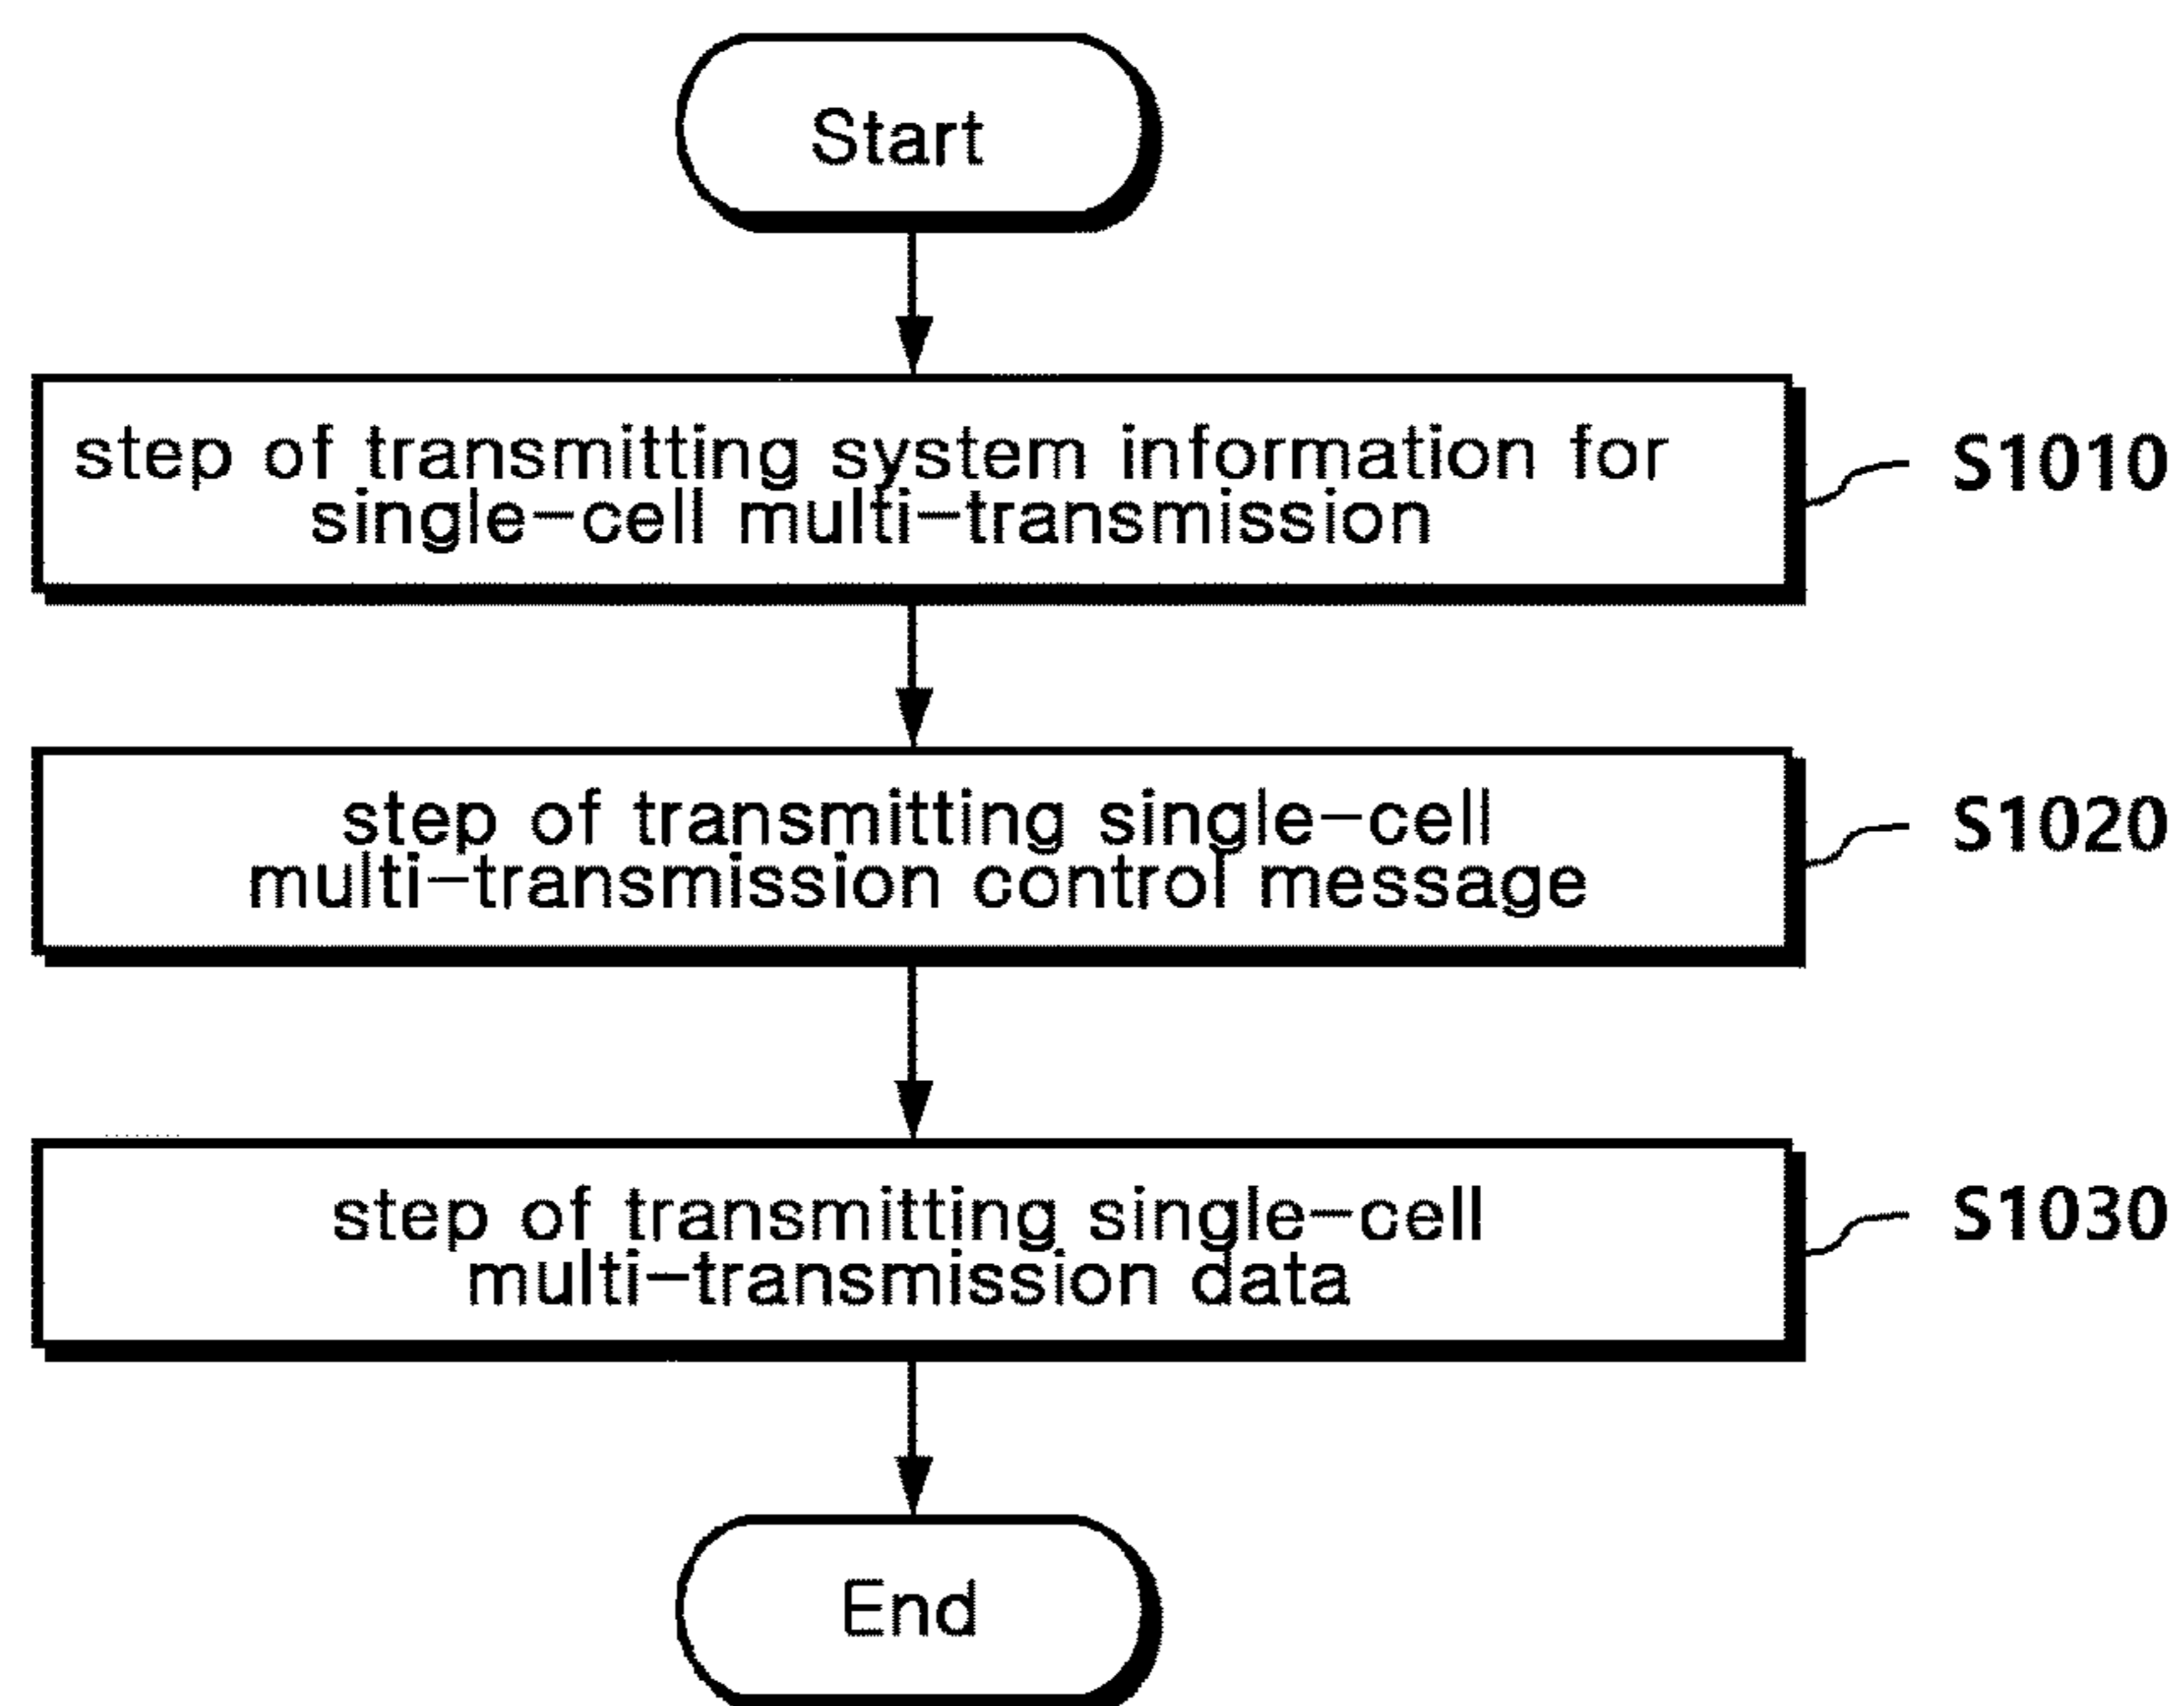 Start
step of transmitting system information for
single-cell multi-transmission
S1010
step of transmitting single-cell
multi-transmission control message
S1020
step of transmitting single-cell
multi-transmission data
S1030
End